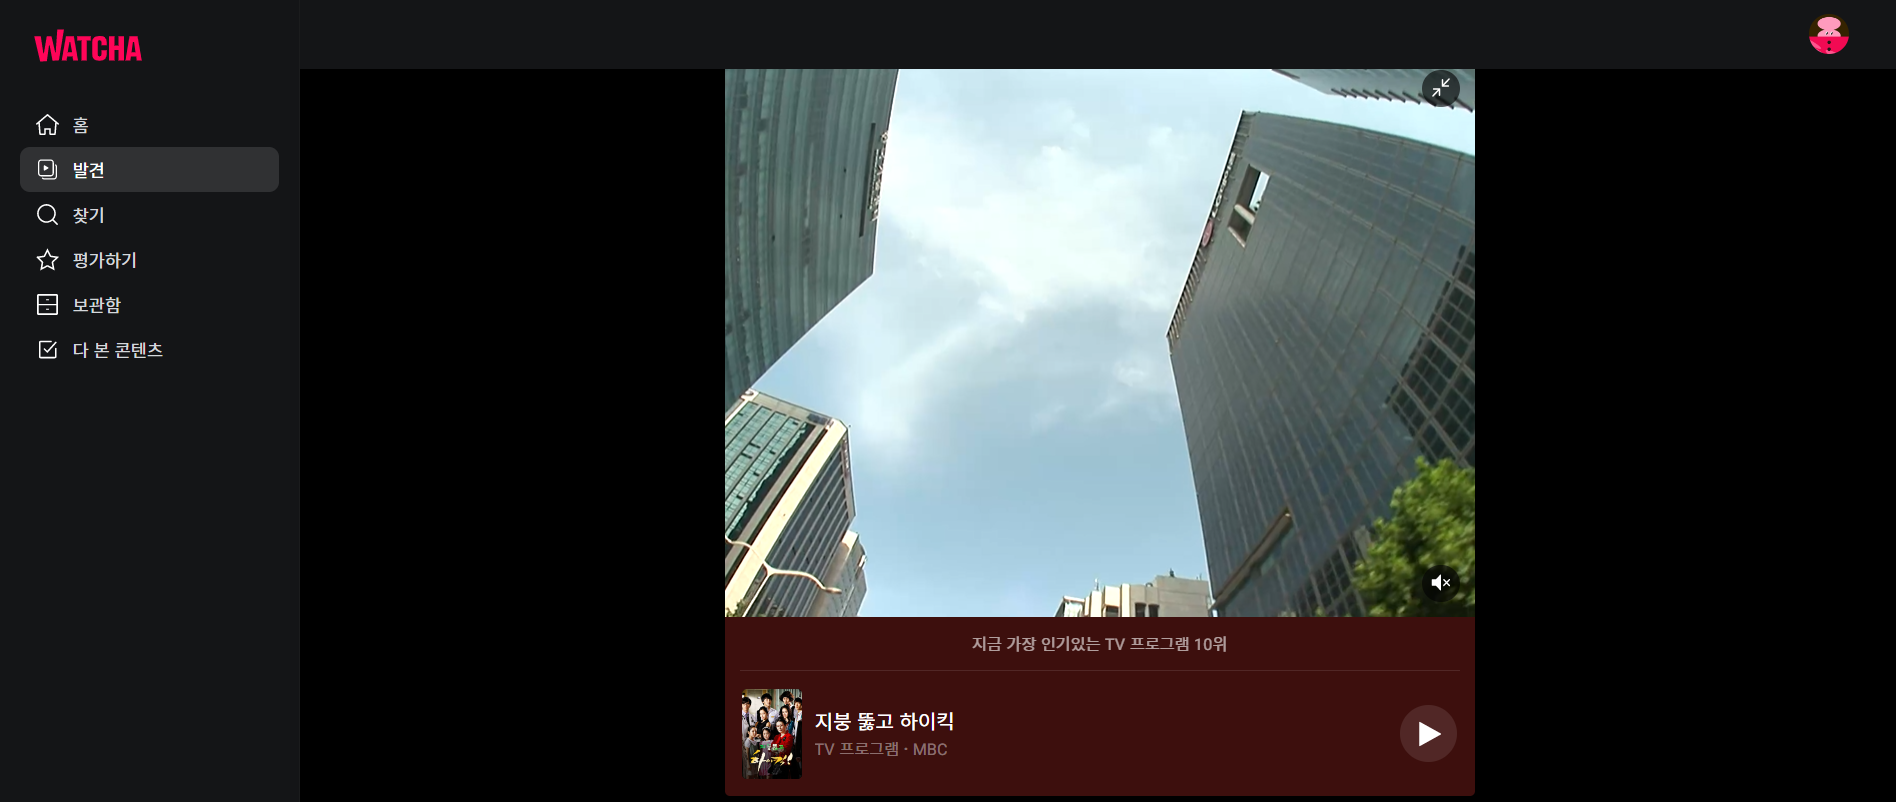 WATCHA
홈
발견
찾기
평가하기
보관함
다 본 콘텐츠
지금 가장 인기있는 TV 프로그램 10위
지붕 뚫고 하이킥
TV 프로그램 · MBC